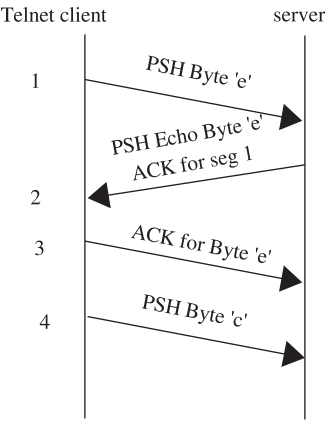 Telnet client
server
1
PSH Byte 'e'
PSH Echo Byte 'e'
ACK for seg 1
2
3
ACK for Byte 'e'
4
PSH Byte 'c'